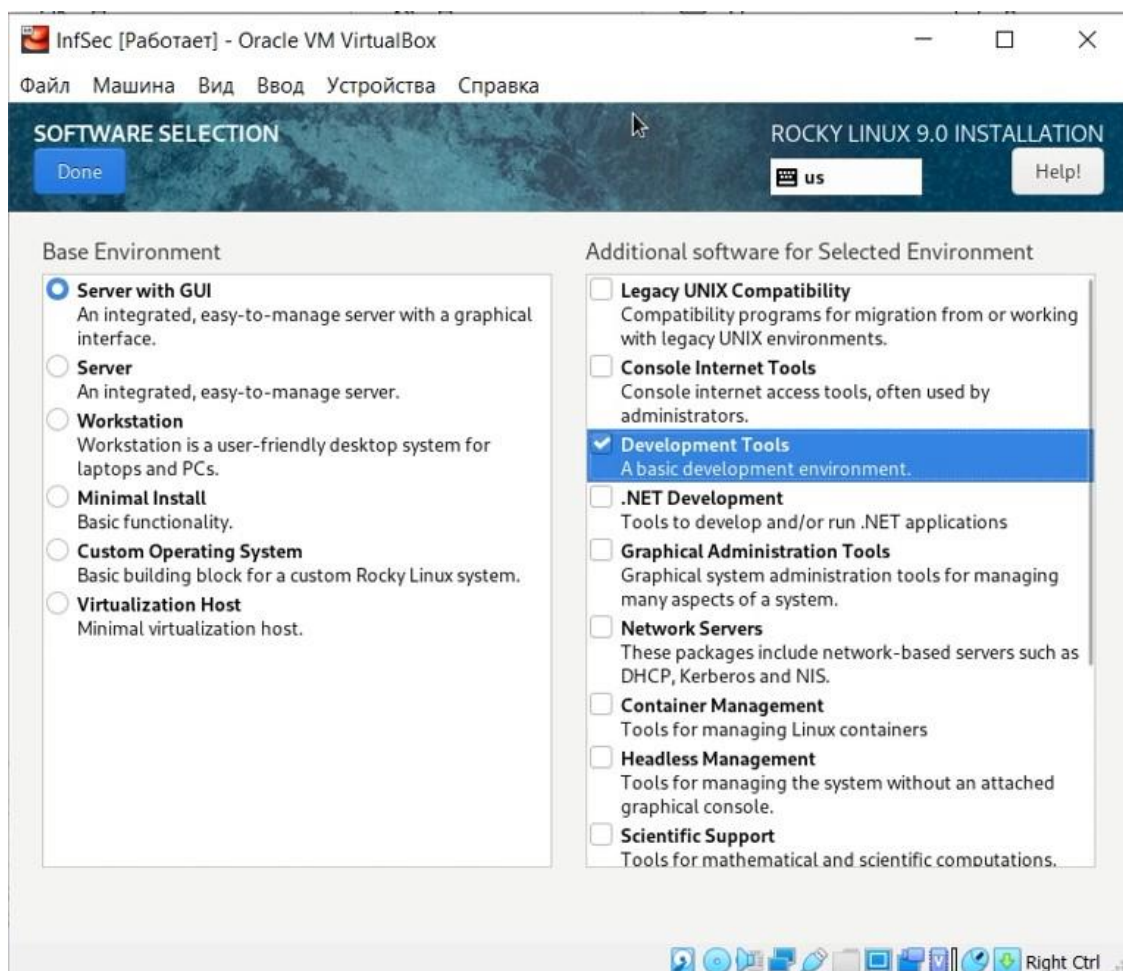 InfSec [Работает] - Oracle VM VirtualBox
Файл Машина Вид Ввод Устройства Справка
SOFTWARE SELECTION
Done
ROCKY LINUX 9.0 INSTALLATION
us
Help!
Base Environment
Server with GUI
An integrated, easy-to-manage server with a graphical
interface.
Server
An integrated, easy-to-manage server.
Workstation
Workstation is a user-friendly desktop system for
laptops and PCs.
Minimal Install
Basic functionality.
Custom Operating System
Basic building block for a custom Rocky Linux system.
Virtualization Host
Minimal virtualization host.
Additional software for Selected Environment
Legacy UNIX Compatibility
Compatibility programs for migration from or working
with legacy UNIX environments.
Console Internet Tools
Console internet access tools, often used by
administrators.
Development Tools
A basic development environment.
.NET Development
Tools to develop and/or run .NET applications
Graphical Administration Tools
Graphical system administration tools for managing
many aspects of a system.
Network Servers
These packages include network-based servers such as
DHCP, Kerberos and NIS.
Container Management
Tools for managing Linux containers
Headless Management
Tools for managing the system without an attached
graphical console.
Scientific Support
Tools for mathematical and scientific computations.
Right Ctrl